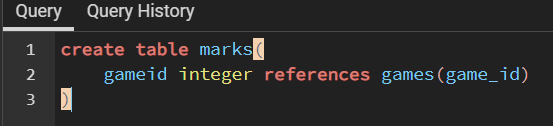 Query Query History
1 create table marks(
2 gameid integer references games(game_id)
3 )